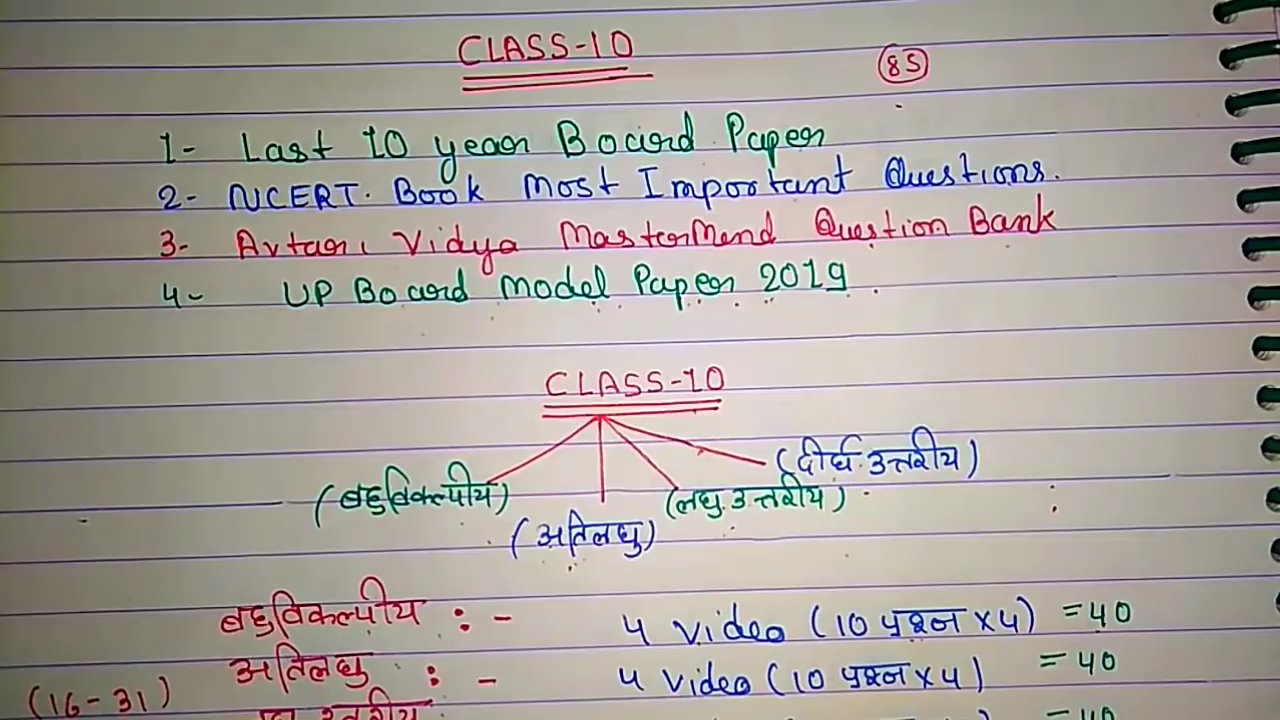 CLASS-10
85
1- Last 10 year Board Paper
2- NCERT. Book Most Important Questions.
3- Avtar, Vidya MasterMend Question Bank
4- UP Board Model Paper 2019
CLASS-10
(बहुविकल्पीय) (अतिलघु) (लघु उत्तरीय) (दीर्घ उत्तरीय)
बहुविकल्पीय :- 4 Video (10 प्रश्न x4) =40
अतिलघु :- 4 Video (10 प्रश्न x4) = 40
(16-31)